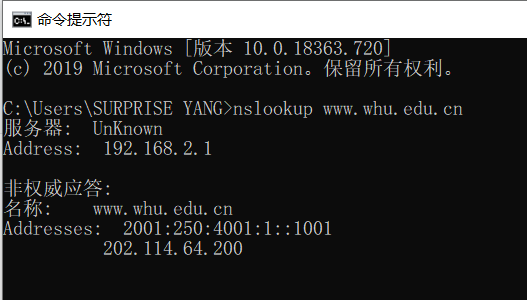 命令提示符
Microsoft Windows [版本 10.0.18363.720]
(c) 2019 Microsoft Corporation。保留所有权利。
C:\Users\SURPRISE YANG>nslookup www.whu.edu.cn
服务器:  UnKnown
Address:  192.168.2.1
非权威应答:
名称:    www.whu.edu.cn
Addresses:  2001:250:4001:1::1001
202.114.64.200